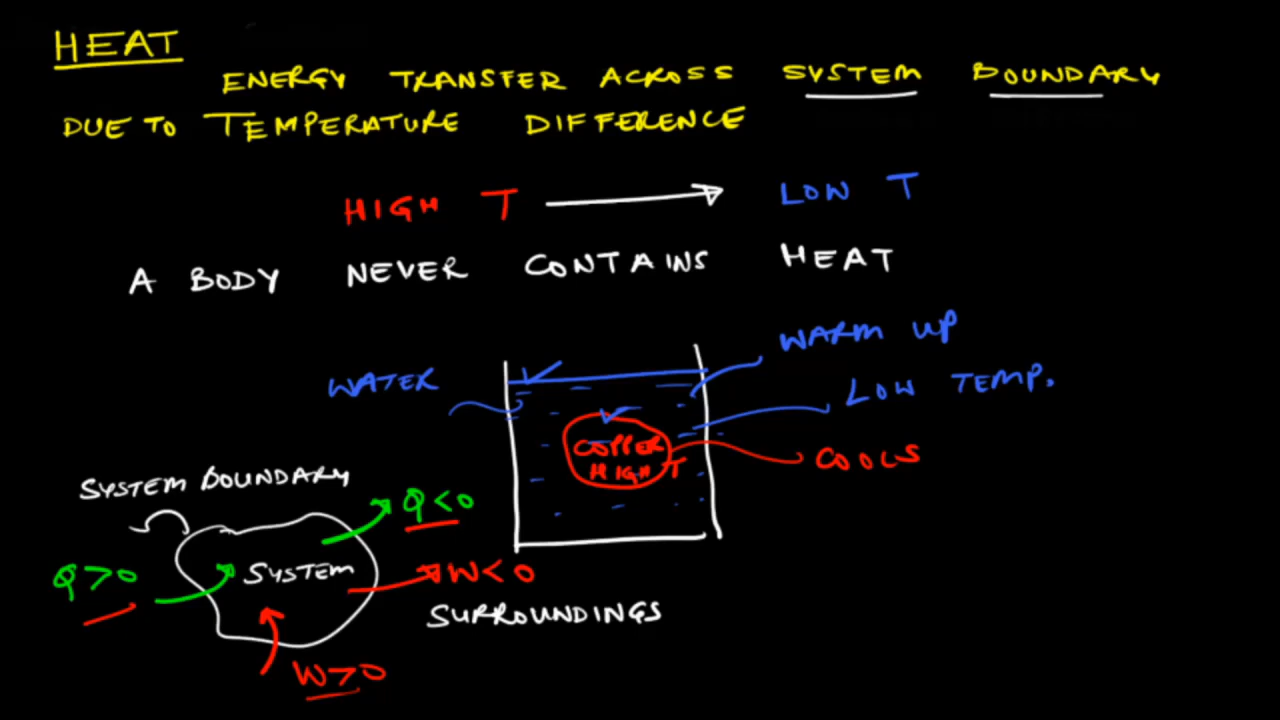 HEAT
ENERGY TRANSFER ACROSS SYSTEM BOUNDARY
DUE TO TEMPERATURE DIFFERENCE
HIGH T LOW T
A BODY NEVER CONTAINS HEAT
WARM UP
WATER
LOW TEMP.
COPPER
HIGH T
COOLS
SYSTEM BOUNDARY
Q<0
Q>0
SYSTEM
W<0
SURROUNDINGS
W>0